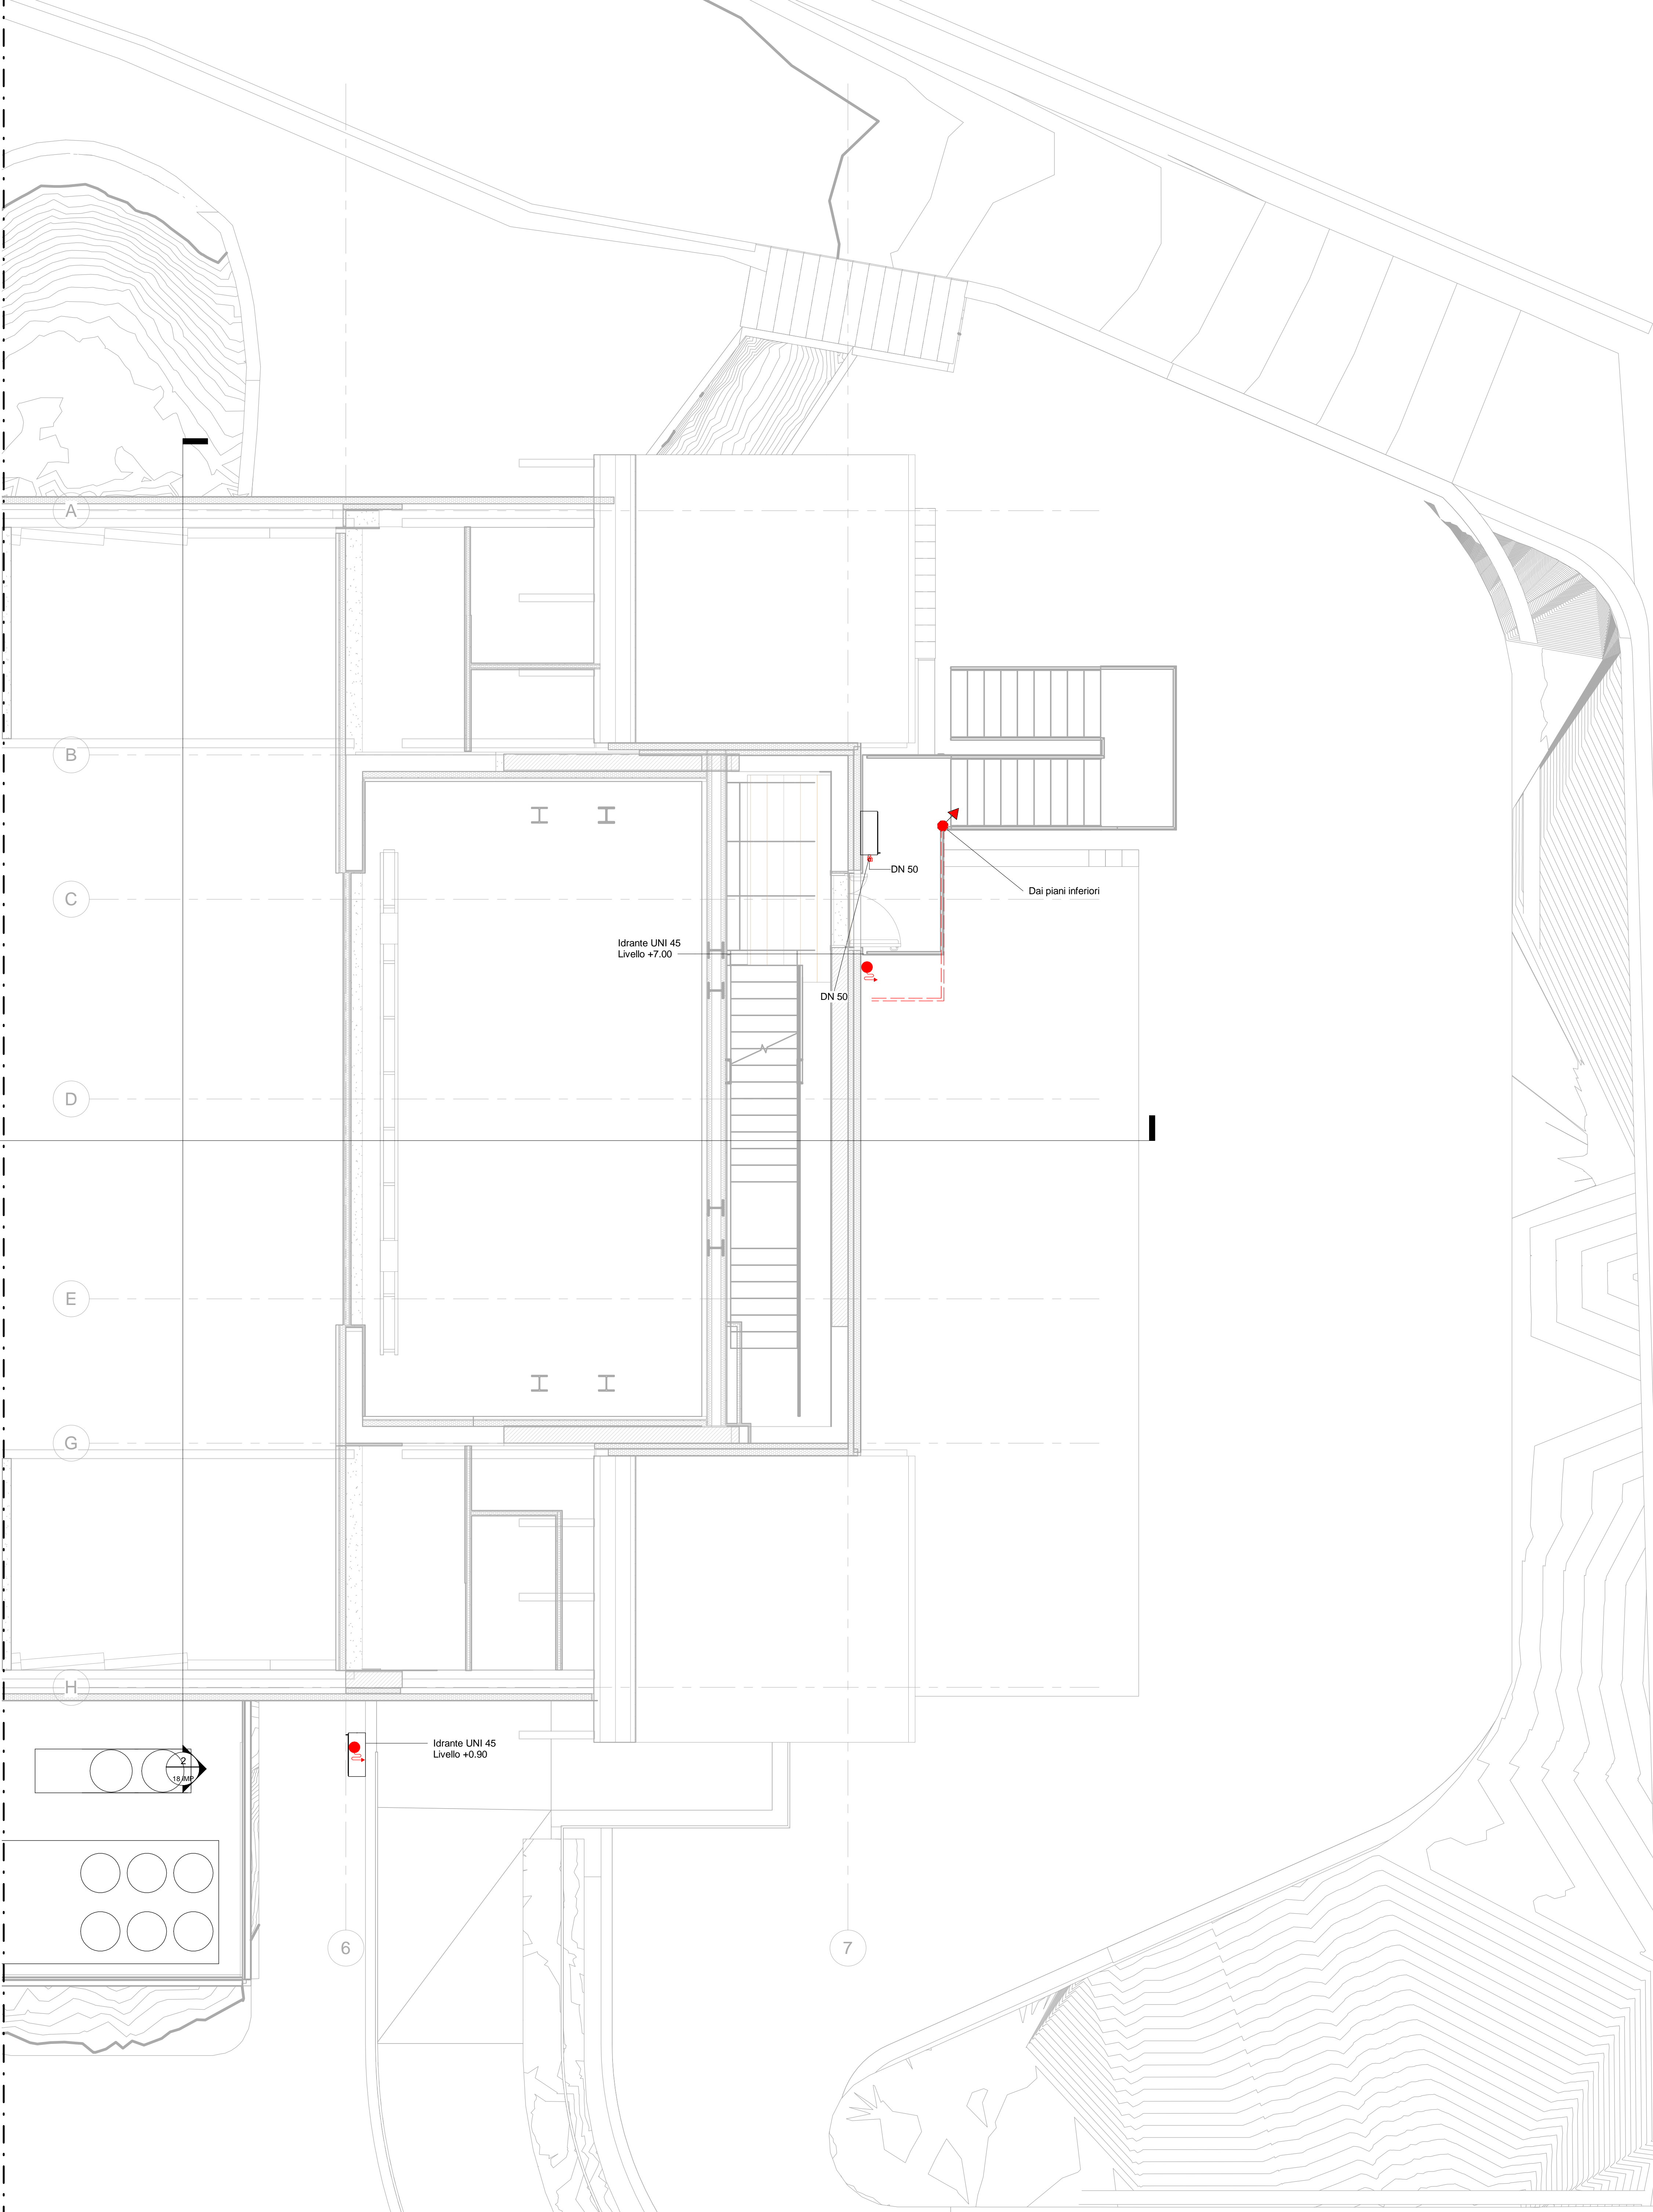 A
B
DN 50
C
Dai piani inferiori
Idrante UNI 45
Livello +7.00
DN 50
D
E
G
H
Idrante UNI 45
Livello +0.90
2
18 IMP
6
7